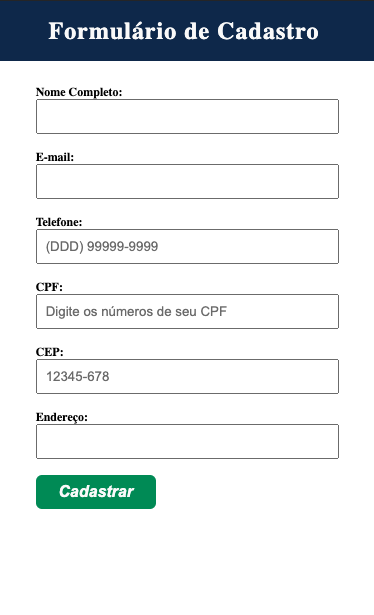 Formulário de Cadastro
Nome Completo:
E-mail:
Telefone:
(DDD) 99999-9999
CPF:
Digite os números de seu CPF
CEP:
12345-678
Endereço:
Cadastrar